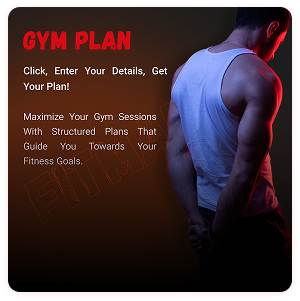 GYM PLAN
Click, Enter Your Details, Get
Your Plan!
Maximize Your Gym Sessions
With Structured Plans That
Guide You Towards Your
Fitness Goals.